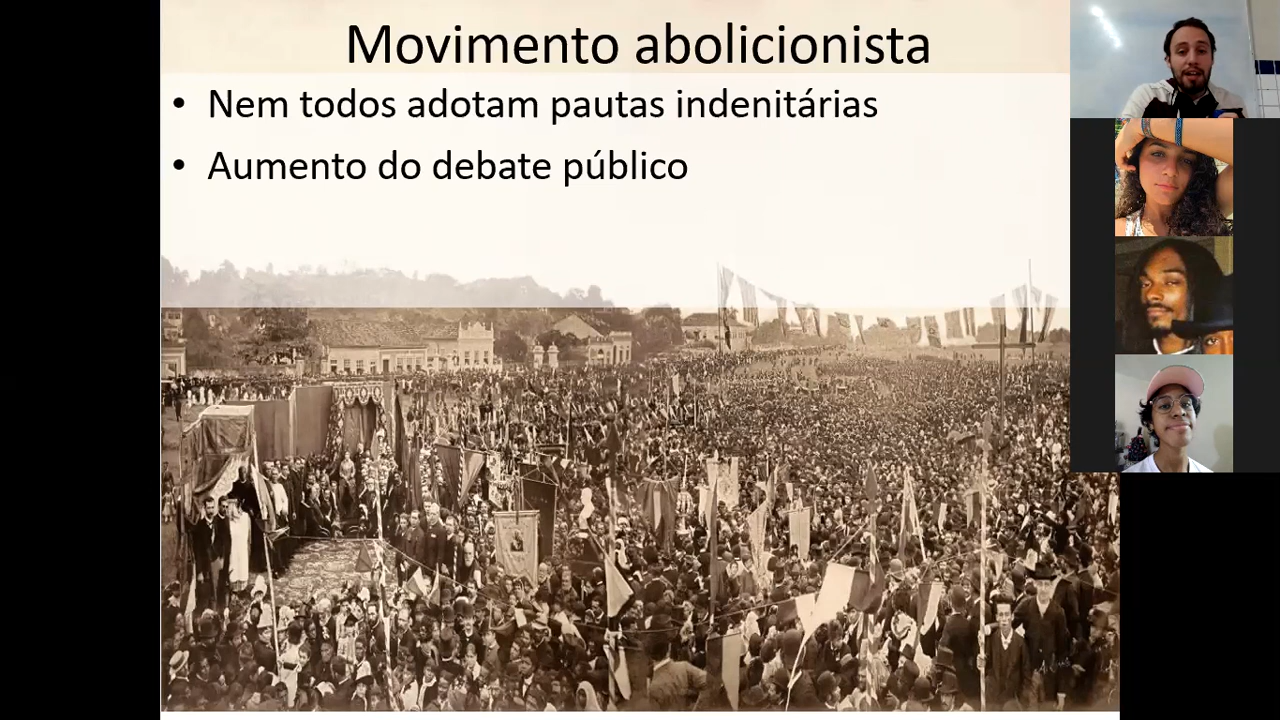 Movimento abolicionista
• Nem todos adotam pautas indenitárias
• Aumento do debate público